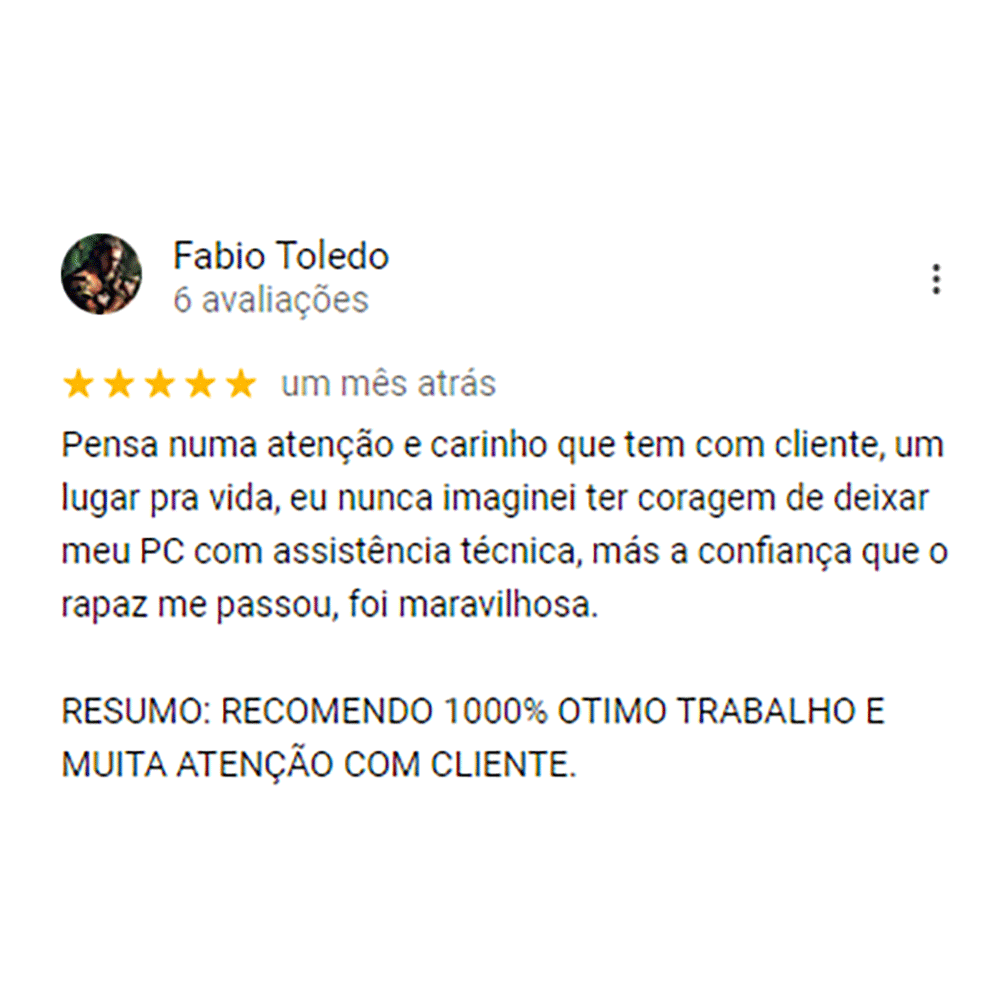 Fabio Toledo
6 avaliações
um mês atrás
Pensa numa atenção e carinho que tem com cliente, um
lugar pra vida, eu nunca imaginei ter coragem de deixar
meu PC com assistência técnica, más a confiança que o
rapaz me passou, foi maravilhosa.
RESUMO: RECOMENDO 1000% OTIMO TRABALHO E
MUITA ATENÇÃO COM CLIENTE.